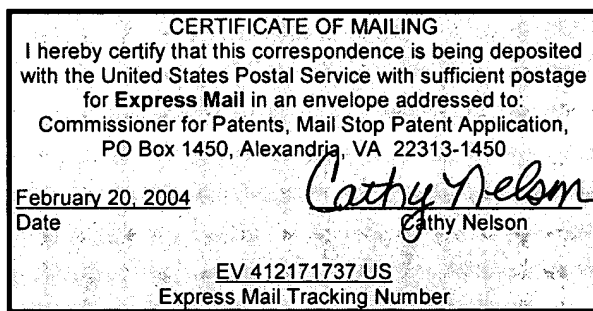 CERTIFICATE OF MAILING
I hereby certify that this correspondence is being deposited
with the United States Postal Service with sufficient postage
for Express Mail in an envelope addressed to:
Commissioner for Patents, Mail Stop Patent Application,
PO Box 1450, Alexandria, VA 22313-1450
February 20, 2004 Cathy Nelson
Date Cathy Nelson
EV 412171737 US
Express Mail Tracking Number